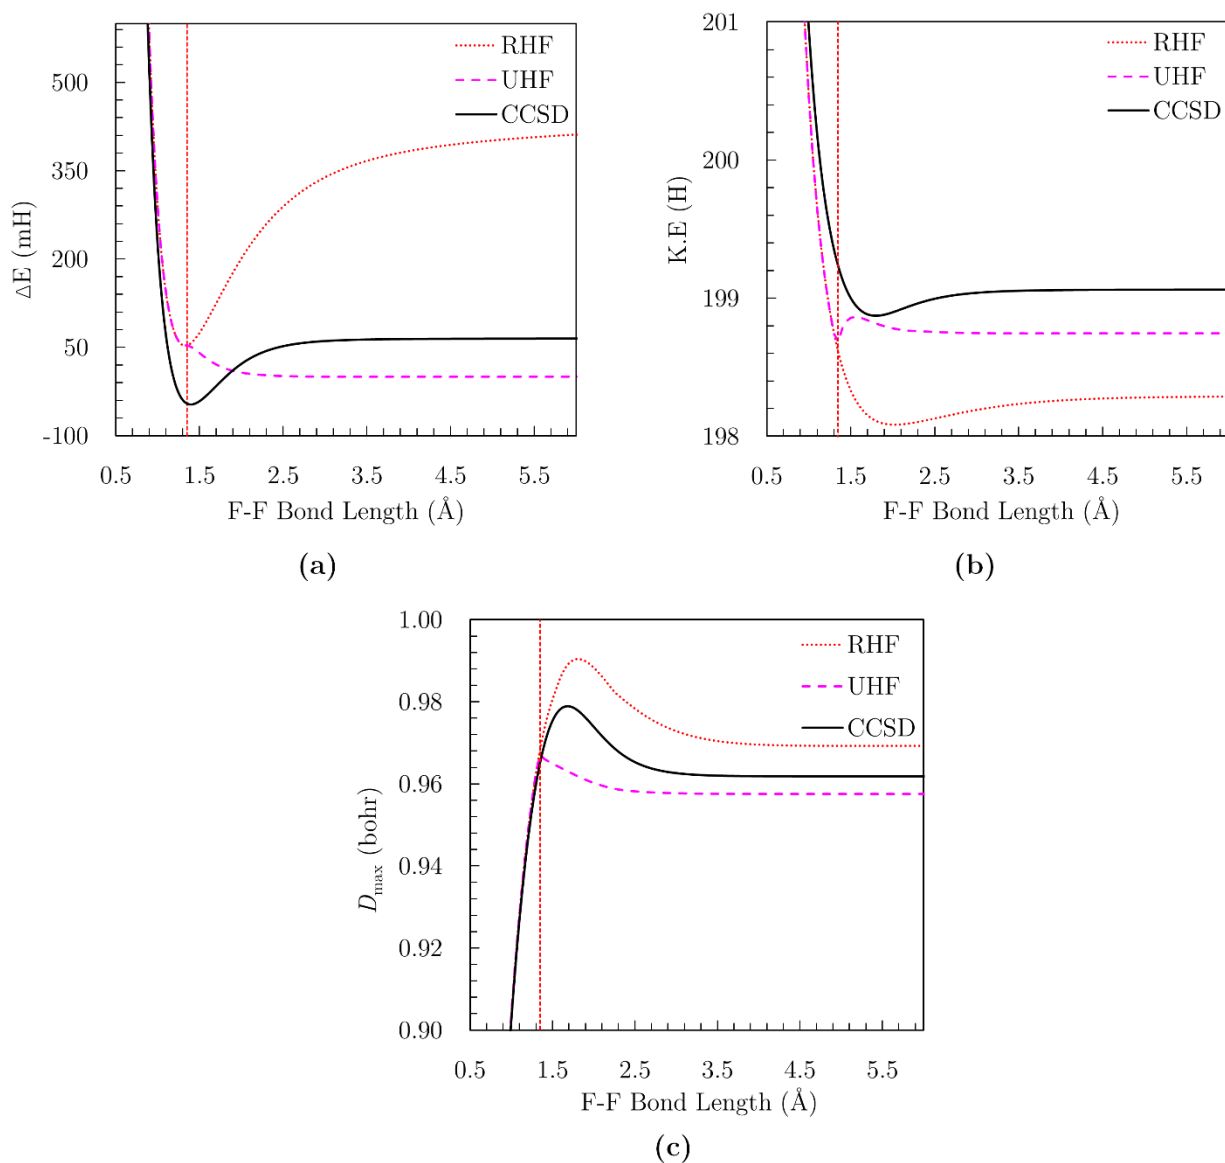 RHF
UHF
CCSD
500
350
200
50
-100
ΔE (mH)
0.5 1.5 2.5 3.5 4.5 5.5
F-F Bond Length (Å)
(a)
RHF
UHF
CCSD
201
200
199
198
K.E (H)
0.5 1.5 2.5 3.5 4.5 5.5
F-F Bond Length (Å)
(b)
RHF
UHF
CCSD
1.00
0.98
0.96
0.94
0.92
0.90
Dmax (bohr)
0.5 1.5 2.5 3.5 4.5 5.5
F-F Bond Length (Å)
(c)